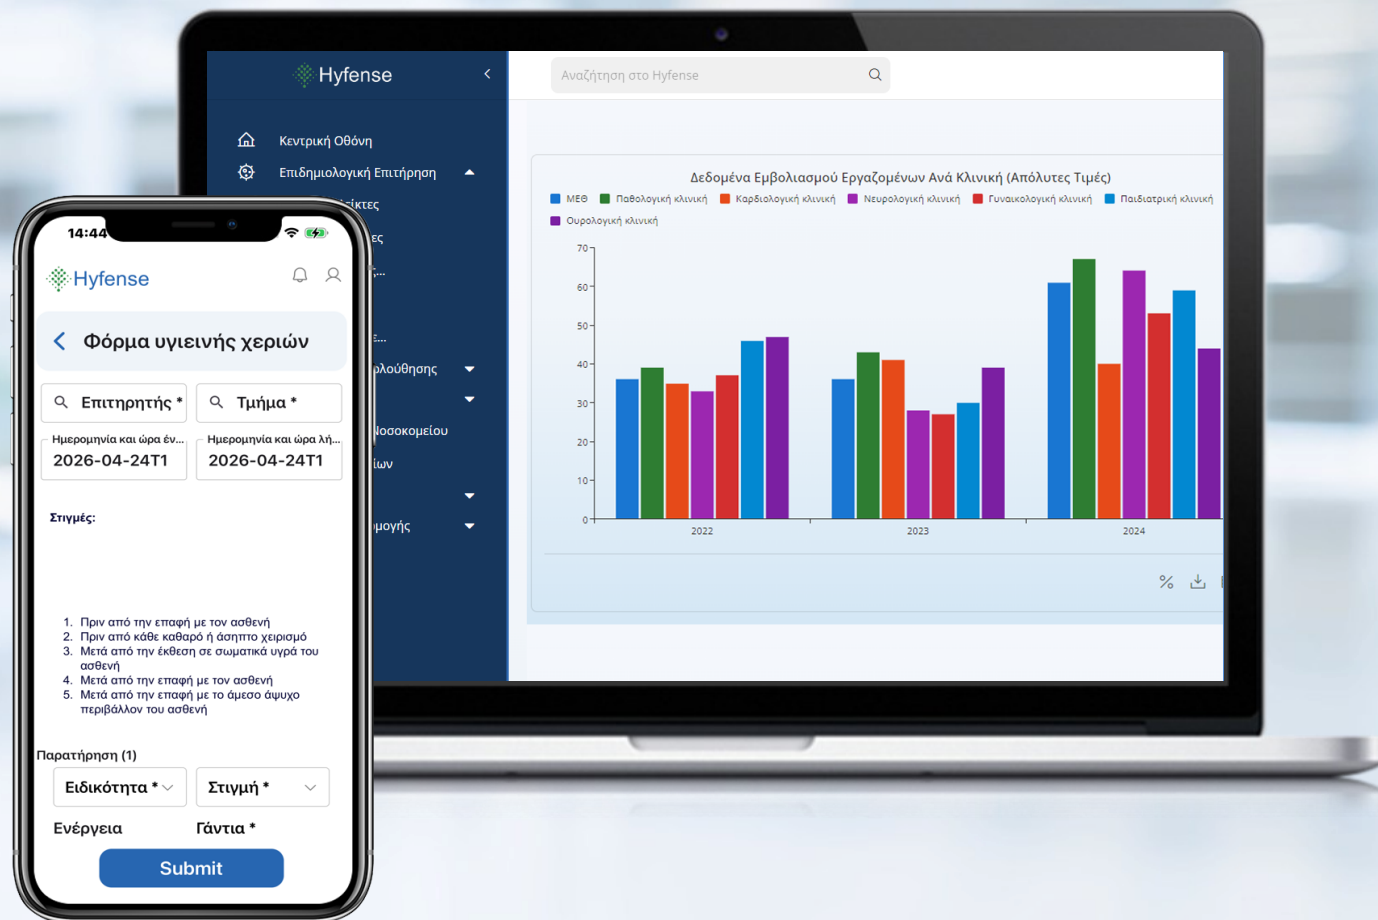 Hyfense
Αναζήτηση στο Hyfense
Κεντρική Οθόνη
Επιδημιολογική Επιτήρηση
Νοσοκομείου
Δεδομένα Εμβολιασμού Εργαζομένων Ανά Κλινική (Απόλυτες Τιμές)
ΜΕΘ Παθολογική κλινική Καρδιολογική κλινική Νευρολογική κλινική Γυναικολογική κλινική Παιδιατρική κλινική
Ουρολογική κλινική
70
60
50
40
30
20
10
0
2022 2023 2024
%
14:44
Hyfense
Φόρμα υγιεινής χεριών
Επιτηρητής * Τμήμα *
Ημερομηνία και ώρα έν... Ημερομηνία και ώρα λή...
2026-04-24T1 2026-04-24T1
Στιγμές:
1. Πριν από την επαφή με τον ασθενή
2. Πριν από κάθε καθαρό ή άσηπτο χειρισμό
3. Μετά από την έκθεση σε σωματικά υγρά του
ασθενή
4. Μετά από την επαφή με τον ασθενή
5. Μετά από την επαφή με το άμεσο άψυχο
περιβάλλον του ασθενή
Παρατήρηση (1)
Ειδικότητα * Στιγμή *
Ενέργεια Γάντια *
Submit